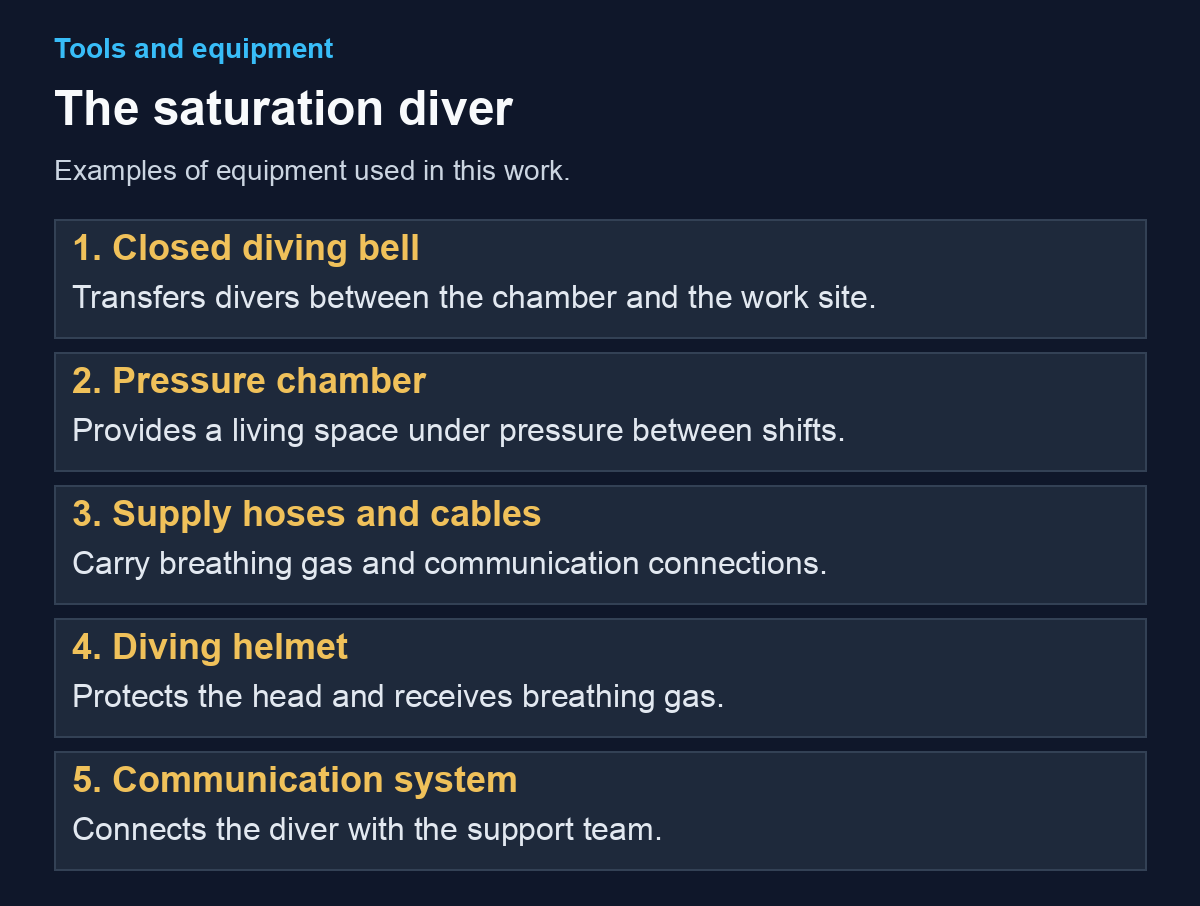 Tools and equipment
The saturation diver
Examples of equipment used in this work.
1. Closed diving bell
Transfers divers between the chamber and the work site.
2. Pressure chamber
Provides a living space under pressure between shifts.
3. Supply hoses and cables
Carry breathing gas and communication connections.
4. Diving helmet
Protects the head and receives breathing gas.
5. Communication system
Connects the diver with the support team.